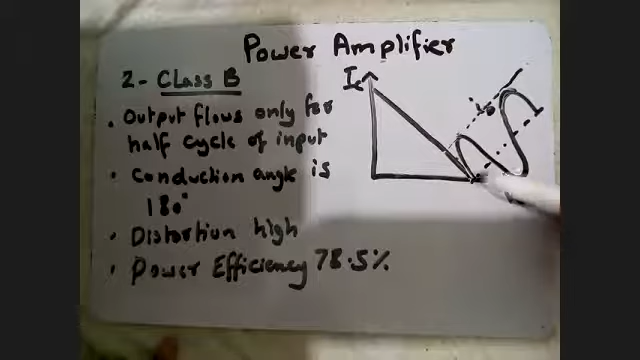 Power Amplifier
2- Class B
• Output flows only for
half cycle of input
• Conduction angle is
180°
• Distortion high
• Power Efficiency 78.5%
Ic